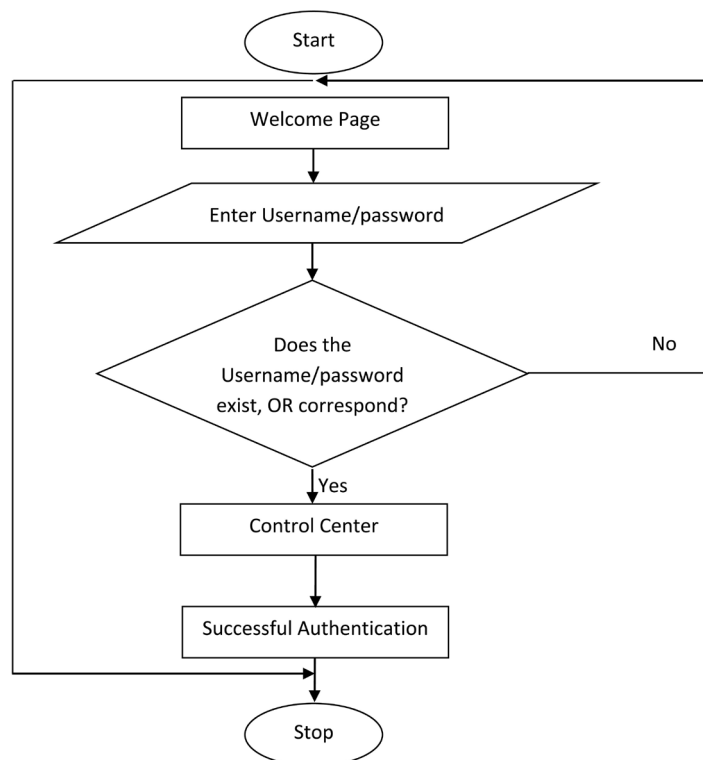 Start
Welcome Page
Enter Username/password
Does the
Username/password
exist, OR correspond?
No
Yes
Control Center
Successful Authentication
Stop